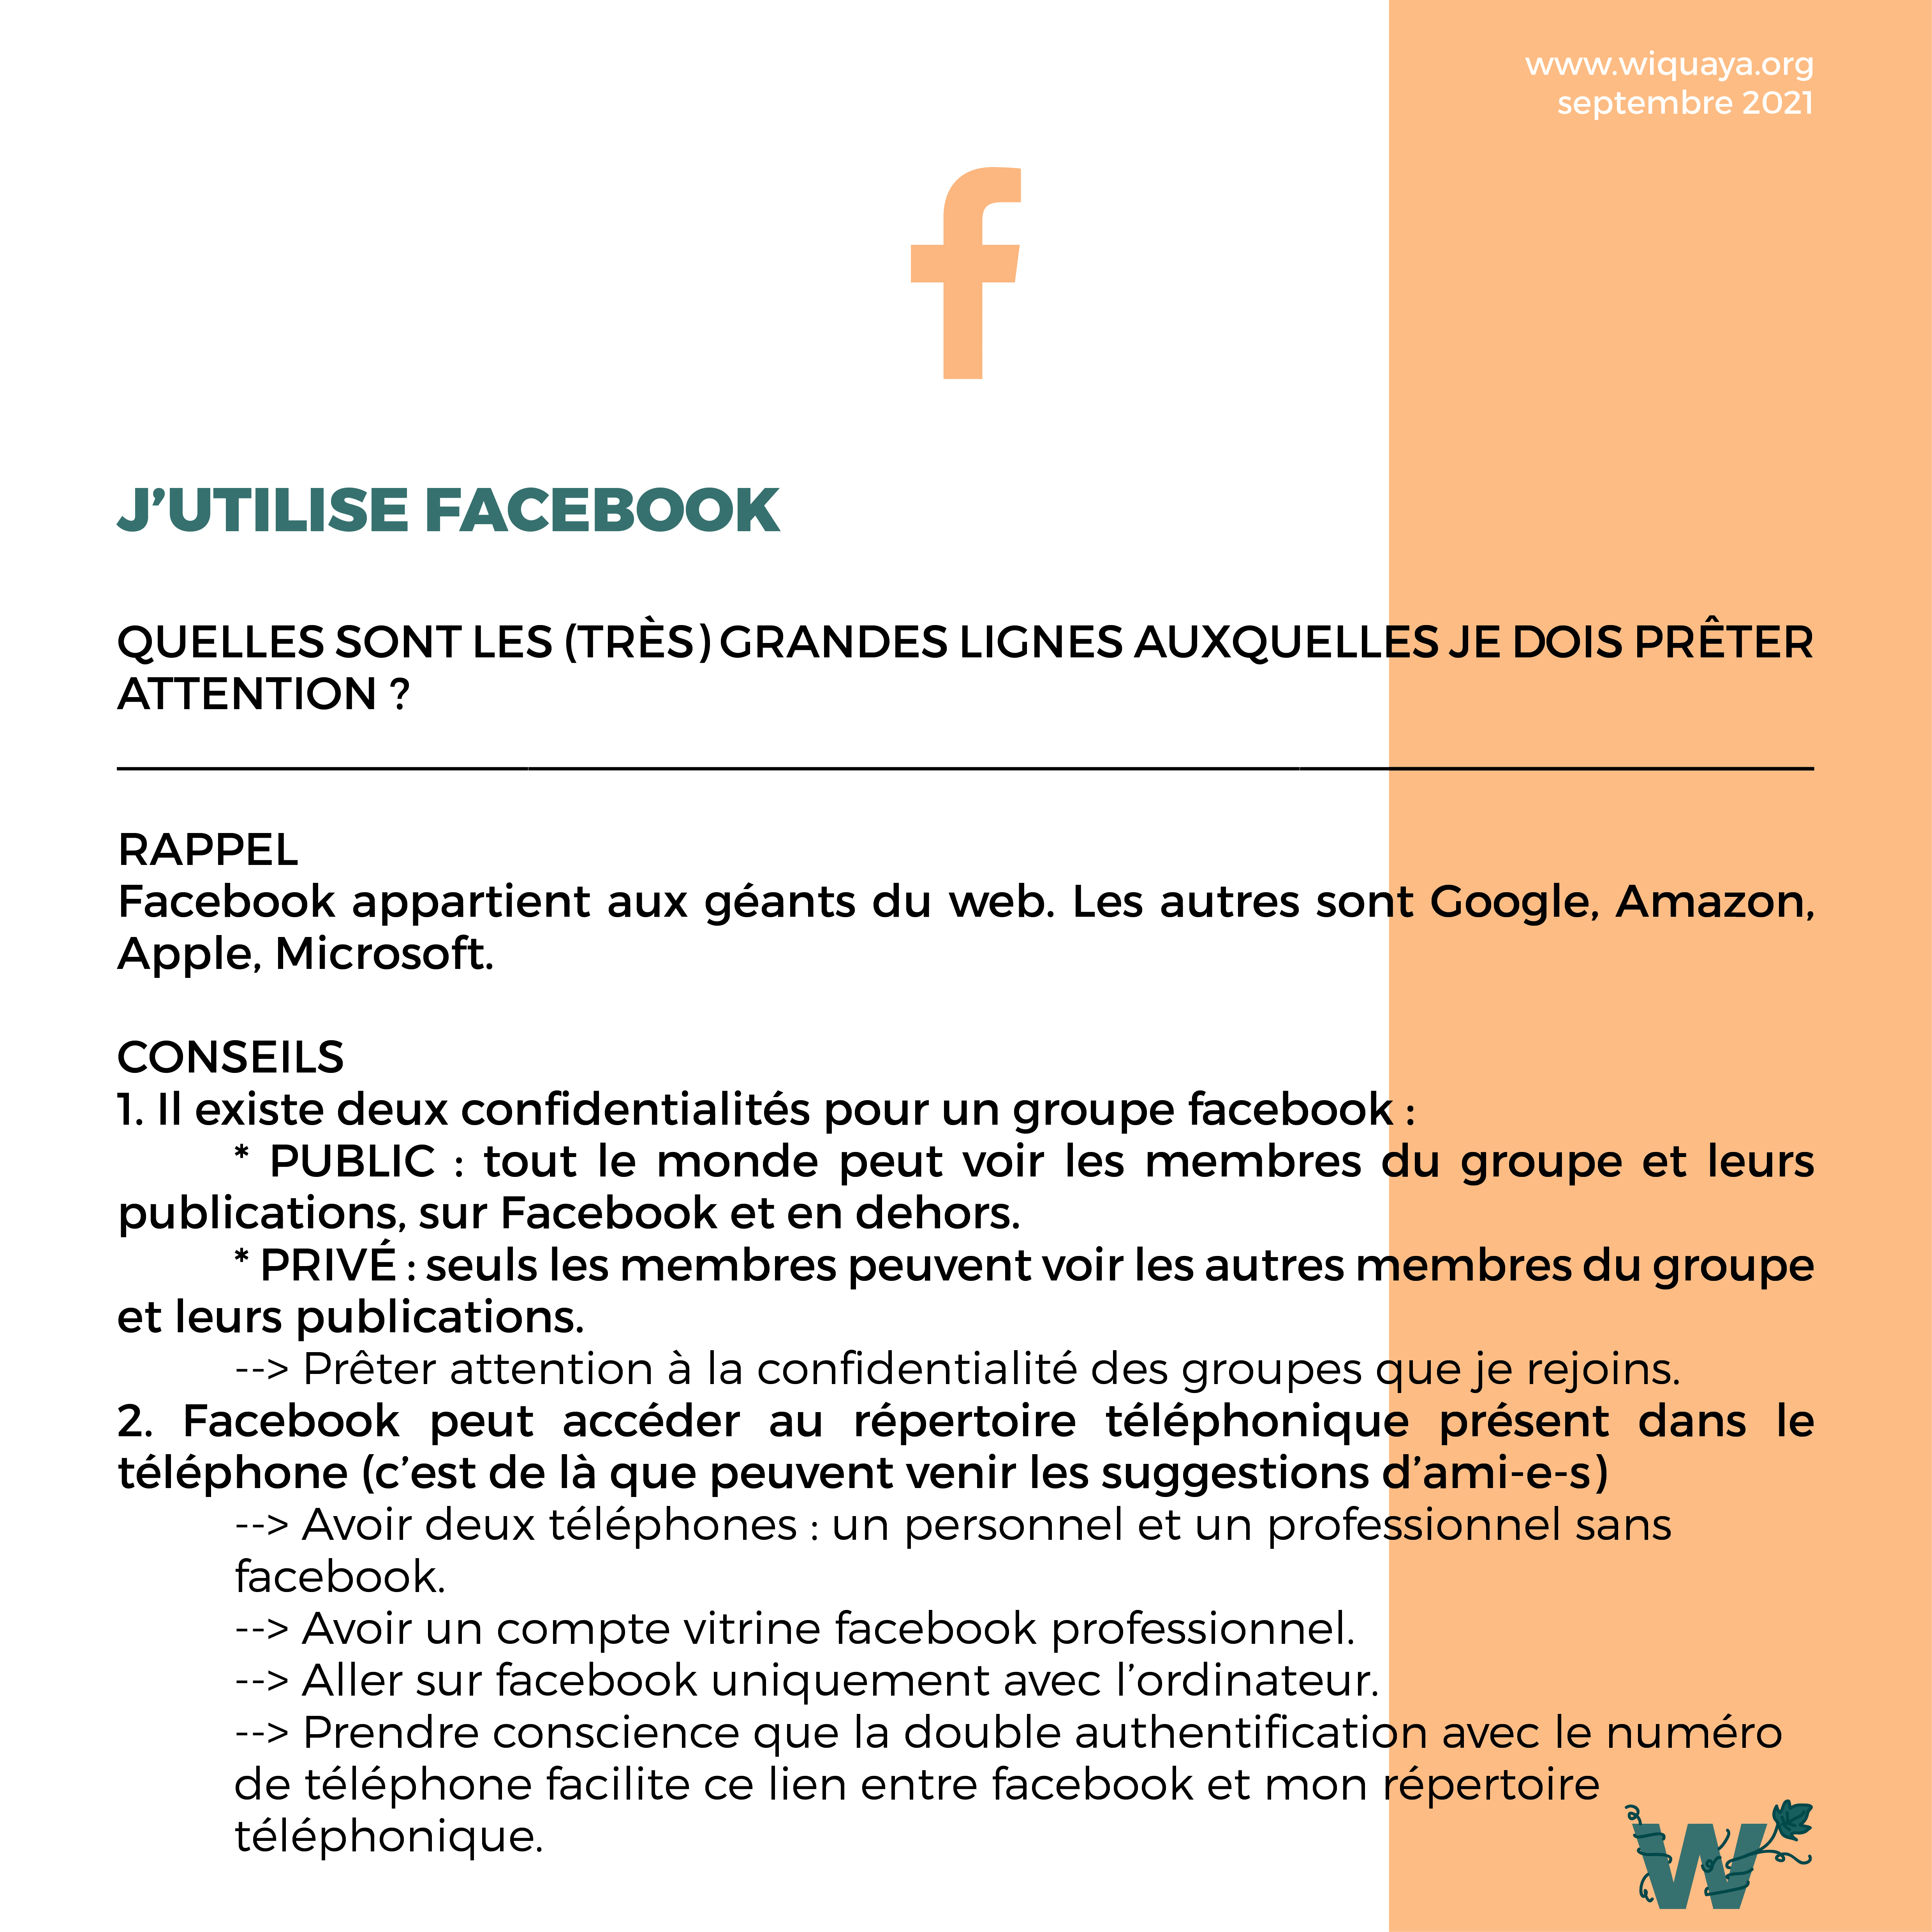 www.wiquaya.org
septembre 2021
f
J'UTILISE FACEBOOK
QUELLES SONT LES (TRÈS) GRANDES LIGNES AUXQUELLES JE DOIS PRÊTER
ATTENTION ?
RAPPEL
Facebook appartient aux géants du web. Les autres sont Google, Amazon,
Apple, Microsoft.
CONSEILS
1. Il existe deux confidentialités pour un groupe facebook :
* PUBLIC : tout le monde peut voir les membres du groupe et leurs
publications, sur Facebook et en dehors.
* PRIVÉ : seuls les membres peuvent voir les autres membres du groupe
et leurs publications.
--> Prêter attention à la confidentialité des groupes que je rejoins.
2. Facebook peut accéder au répertoire téléphonique présent dans le
téléphone (c'est de là que peuvent venir les suggestions d'ami-e-s)
--> Avoir deux téléphones : un personnel et un professionnel sans
facebook.
--> Avoir un compte vitrine facebook professionnel.
--> Aller sur facebook uniquement avec l'ordinateur.
--> Prendre conscience que la double authentification avec le numéro
de téléphone facilite ce lien entre facebook et mon répertoire
téléphonique.
W